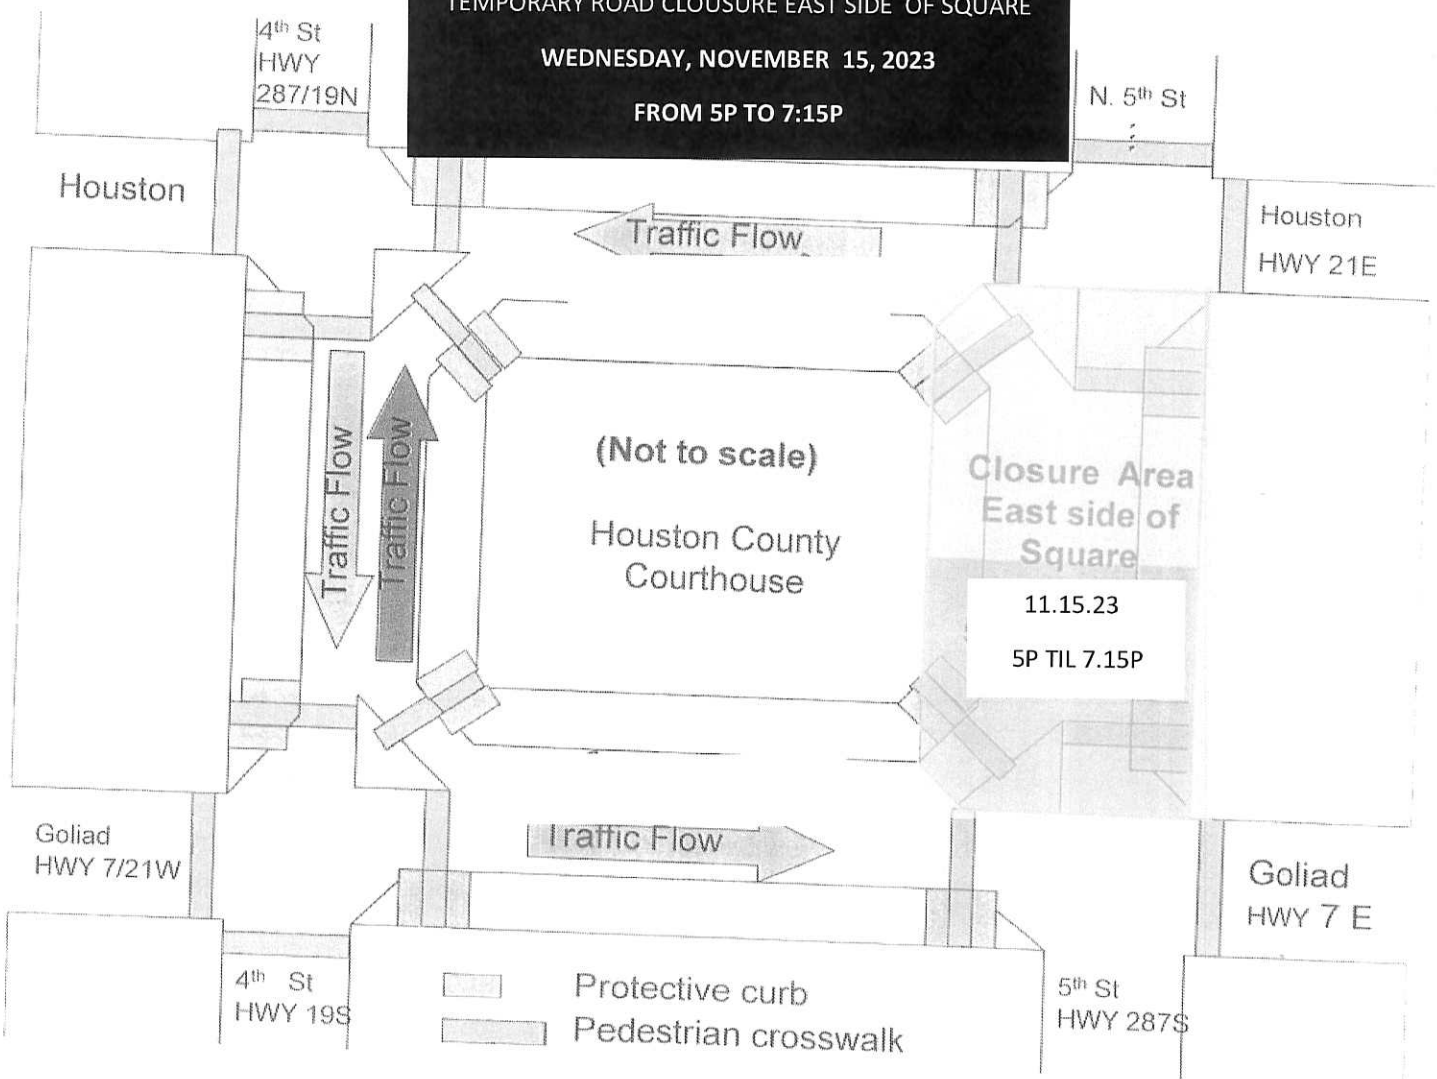 TEMPORARY ROAD CLOUSURE EAST SIDE OF SQUARE
WEDNESDAY, NOVEMBER 15, 2023
FROM 5P TO 7:15P
4th St
HWY
287/19N
N. 5th St
Houston
Houston
HWY 21E
Traffic Flow
Traffic Flow
Traffic Flow
(Not to scale)
Houston County
Courthouse
Closure Area
East side of
Square
11.15.23
5P TIL 7.15P
Goliad
HWY 7/21W
Traffic Flow
Goliad
HWY 7 E
4th St
HWY 19S
Protective curb
Pedestrian crosswalk
5th St
HWY 287S